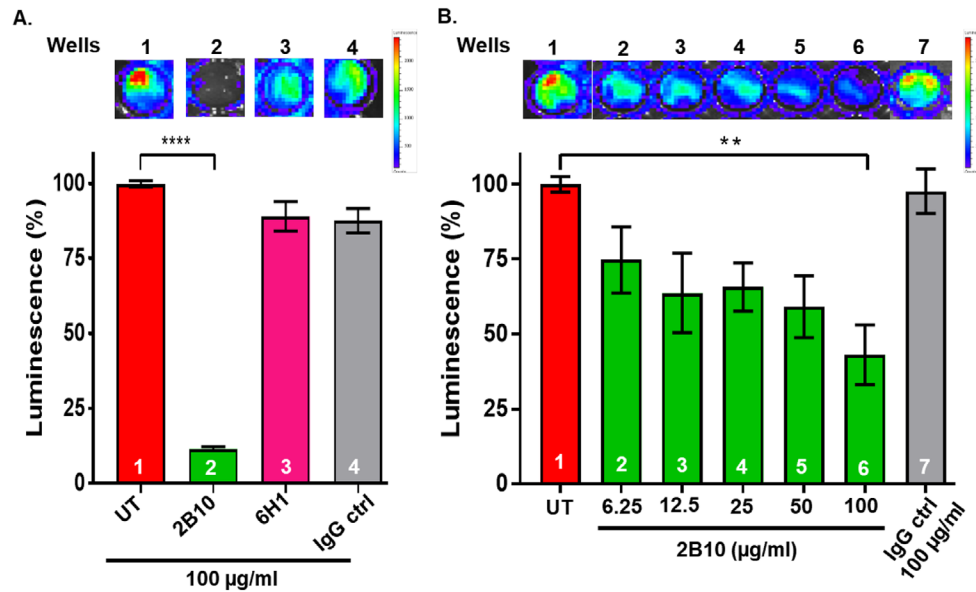 A.
Wells 1 2 3 4
****
Luminescence (%)
100
75
50
25
0
1 2 3 4
UT 2B10 6H1 IgG ctrl
100 µg/ml
B.
Wells 1 2 3 4 5 6 7
**
Luminescence (%)
100
75
50
25
0
1 2 3 4 5 6 7
UT 6.25 12.5 25 50 100 IgG ctrl
100 µg/ml
2B10 (µg/ml)